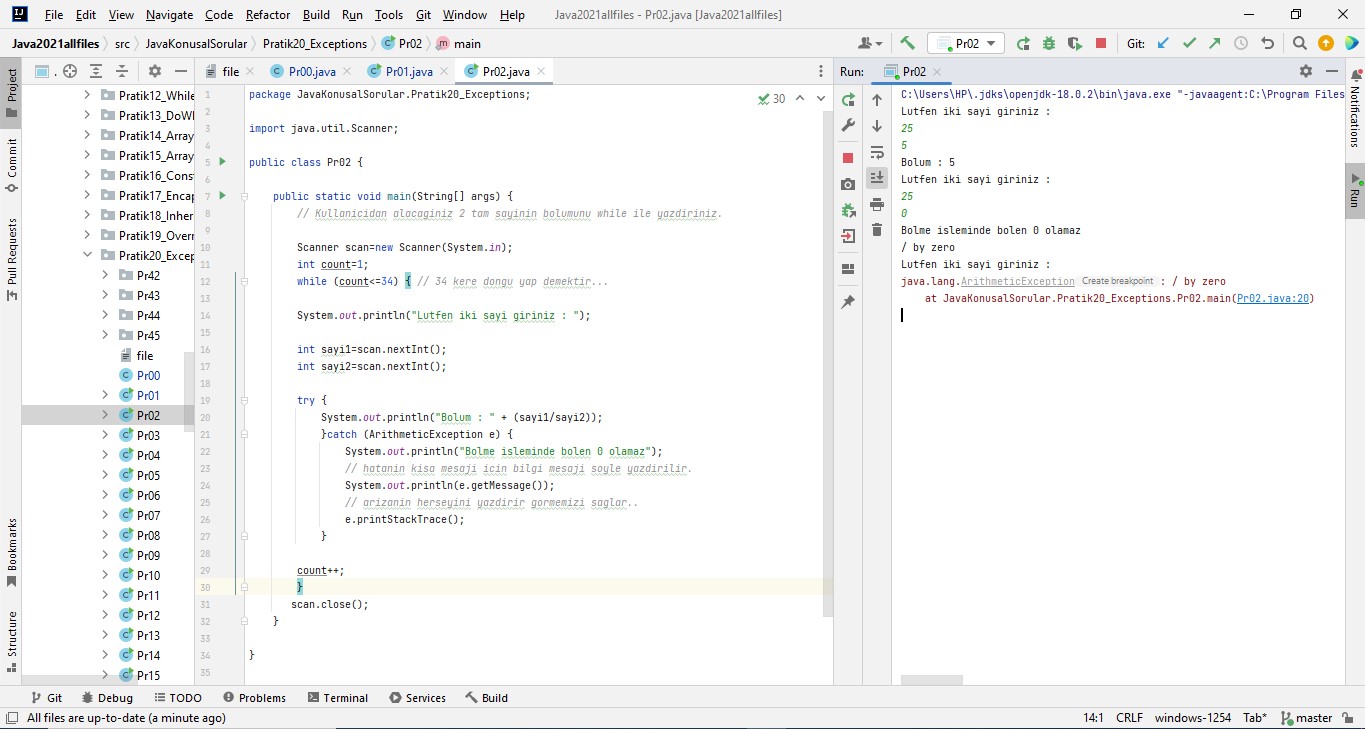 File Edit View Navigate Code Refactor Build Run Tools Git Window Help Java2021allfiles - Pr02.java [Java2021allfiles]
Java2021allfiles src JavaKonusalSorular Pratik20_Exceptions Pr02 main Pr02 Git:
Project
Commit
Pull Requests
Bookmarks
Structure
Pratik12_While
Pratik13_DoWl
Pratik14_Array
Pratik15_Array
Pratik16_Const
Pratik17_Encap
Pratik18_Inher
Pratik19_Overr
Pratik20_Excep
Pr42
Pr43
Pr44
Pr45
file
Pr00
Pr01
Pr02
Pr03
Pr04
Pr05
Pr06
Pr07
Pr08
Pr09
Pr10
Pr11
Pr12
Pr13
Pr14
Pr15
file Pr00.java Pr01.java Pr02.java
30
1 package JavaKonusalSorular.Pratik20_Exceptions;
2
3 import java.util.Scanner;
4
5 public class Pr02 {
6
7 public static void main(String[] args) {
8 // Kullanicidan alacaginiz 2 tam sayinin bolumunu while ile yazdiriniz.
9
10 Scanner scan=new Scanner(System.in);
11 int count=1;
12 while (count<=34) { // 34 kere dongu yap demektir...
13
14 System.out.println("Lutfen iki sayi giriniz : ");
15
16 int sayi1=scan.nextInt();
17 int sayi2=scan.nextInt();
18
19 try {
20 System.out.println("Bolum : " + (sayi1/sayi2));
21 }catch (ArithmeticException e) {
22 System.out.println("Bolme isleminde bolen 0 olamaz");
23 // hatanin kisa mesaji icin bilgi mesaji soyle yazdirilir.
24 System.out.println(e.getMessage());
25 // arizanin herseyini yazdirir gormemizi saglar..
26 e.printStackTrace();
27 }
28
29 count++;
30 }
31 scan.close();
32 }
33
34 }
35
Run: Pr02
C:\Users\HP\.jdks\openjdk-18.0.2\bin\java.exe "-javaagent:C:\Program Files
Lutfen iki sayi giriniz :
25
5
Bolum : 5
Lutfen iki sayi giriniz :
25
0
Bolme isleminde bolen 0 olamaz
/ by zero
Lutfen iki sayi giriniz :
java.lang.ArithmeticException Create breakpoint : / by zero
at JavaKonusalSorular.Pratik20_Exceptions.Pr02.main(Pr02.java:20)
Notifications
Run
Git Debug TODO Problems Terminal Services Build
All files are up-to-date (a minute ago) 14:1 CRLF windows-1254 Tab* master